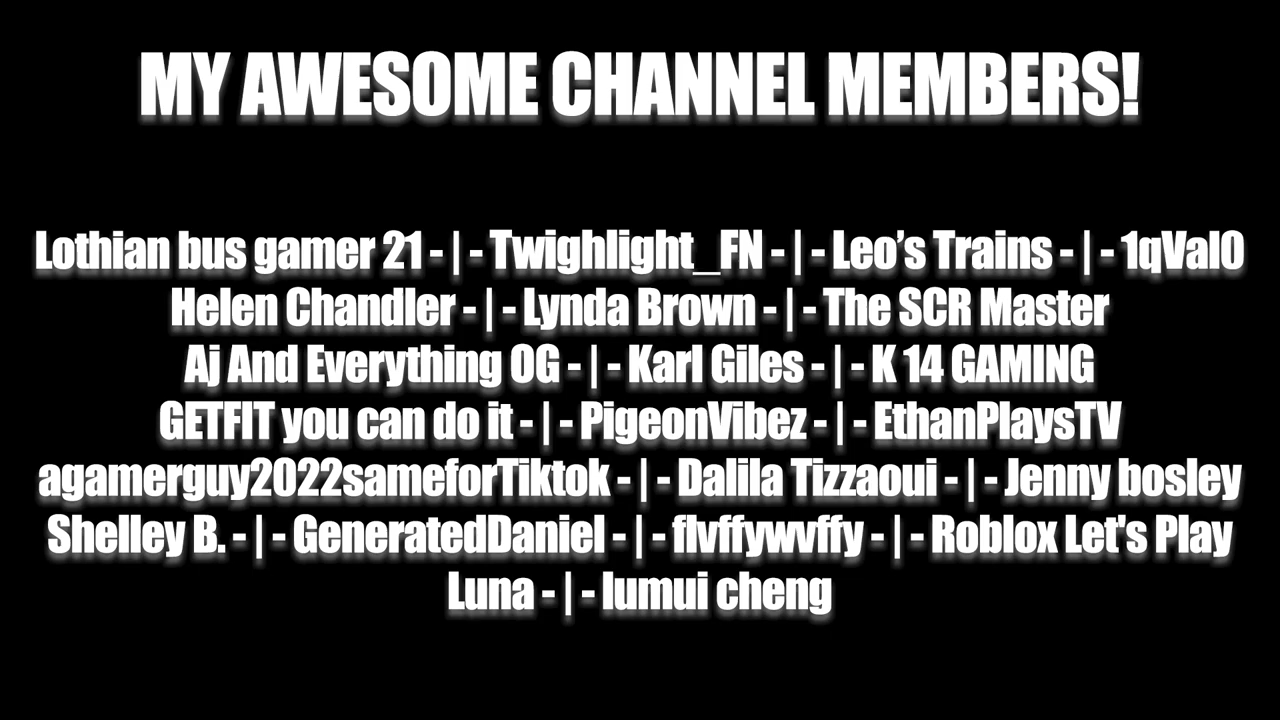 MY AWESOME CHANNEL MEMBERS!
Lothian bus gamer 21 - | - Twighlight_FN - | - Leo’s Trains - | - 1qVal0
Helen Chandler - | - Lynda Brown - | - The SCR Master
Aj And Everything OG - | - Karl Giles - | - K 14 GAMING
GETFIT you can do it - | - PigeonVibez - | - EthanPlaysTV
agamerguy2022sameforTiktok - | - Dalila Tizzaoui - | - Jenny bosley
Shelley B. - | - GeneratedDaniel - | - flvffywvffy - | - Roblox Let's Play
Luna - | - lumui cheng